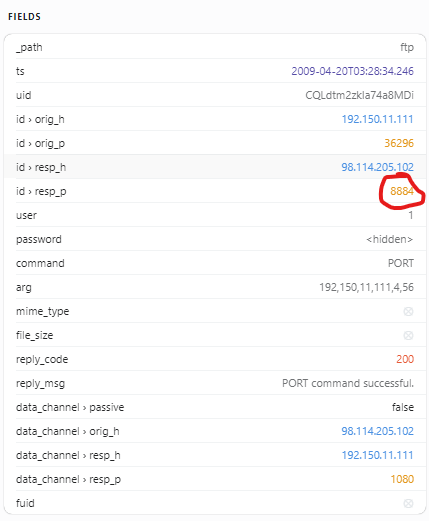 FIELDS
_path ftp
ts 2009-04-20T03:28:34.246
uid CQLdtm2zkla74a8MDi
id › orig_h 192.150.11.111
id › orig_p 36296
id › resp_h 98.114.205.102
id › resp_p 8884
user 1
password <hidden>
command PORT
arg 192,150,11,111,4,56
mime_type
file_size
reply_code 200
reply_msg PORT command successful.
data_channel › passive false
data_channel › orig_h 98.114.205.102
data_channel › resp_h 192.150.11.111
data_channel › resp_p 1080
fuid